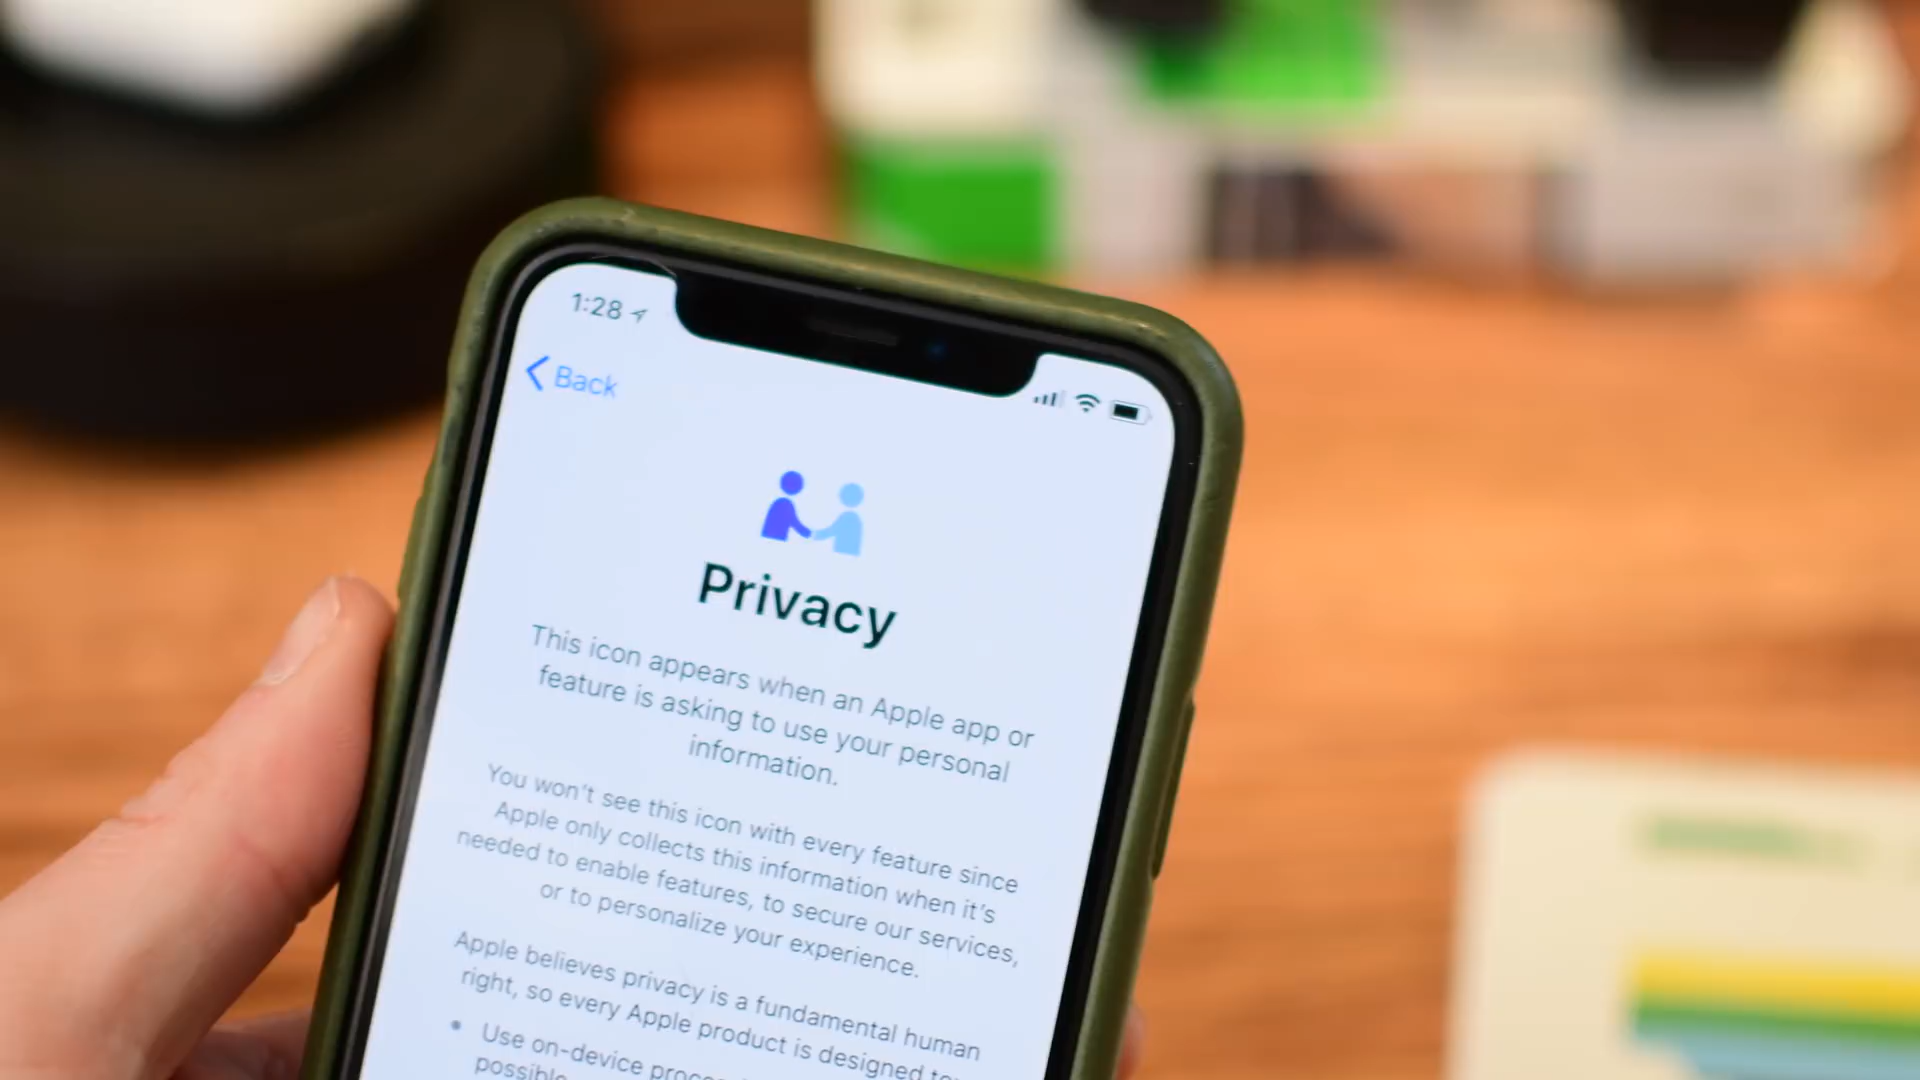 1:28
Back
Privacy
This icon appears when an Apple app or
feature is asking to use your personal
information.
You won't see this icon with every feature since
Apple only collects this information when it's
needed to enable features, to secure our services,
or to personalize your experience.
Apple believes privacy is a fundamental human
right, so every Apple product is designed to:
• Use on-device
possible